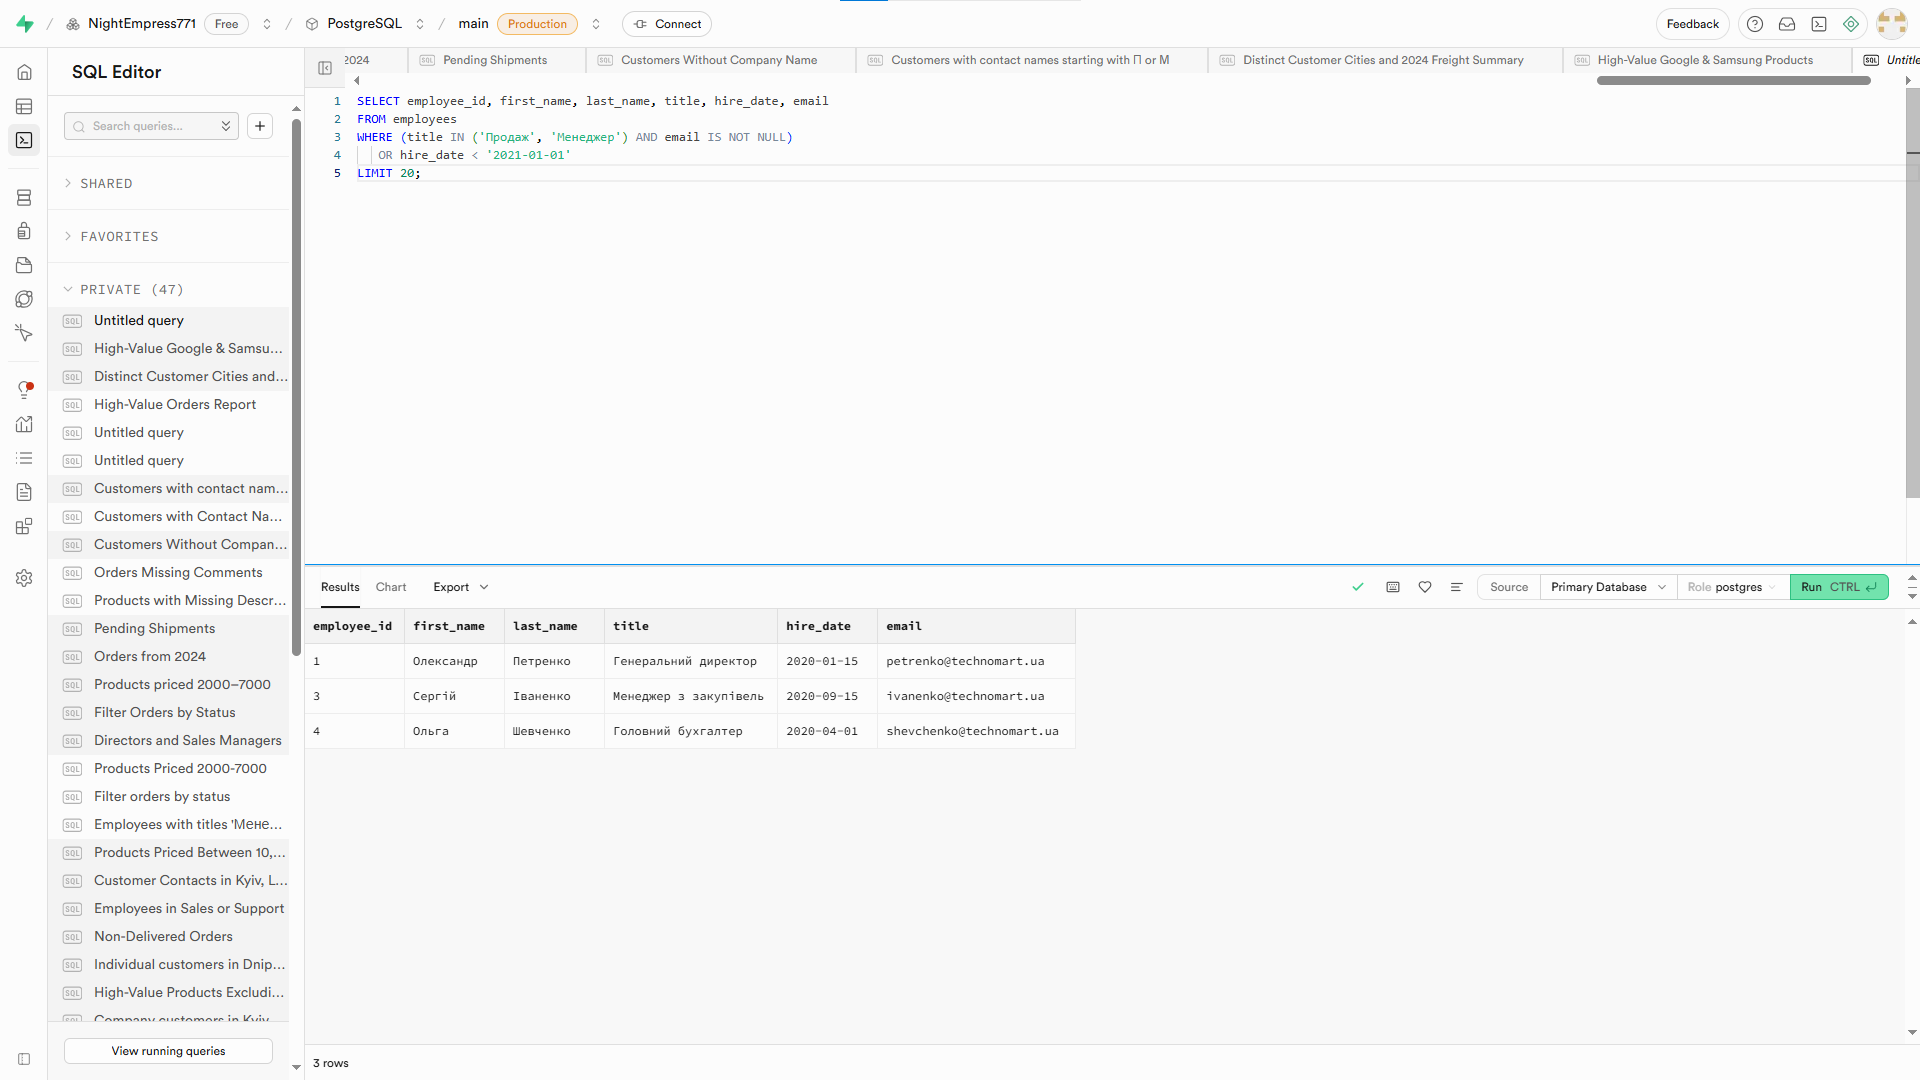 NightEmpress771 Free PostgreSQL main Production Connect Feedback
SQL Editor
2024 Pending Shipments Customers Without Company Name Customers with contact names starting with П or М Distinct Customer Cities and 2024 Freight Summary High-Value Google & Samsung Products Untitle
Search queries...
SHARED
FAVORITES
PRIVATE (47)
Untitled query
High-Value Google & Samsu...
Distinct Customer Cities and...
High-Value Orders Report
Untitled query
Untitled query
Customers with contact nam...
Customers with Contact Na...
Customers Without Compan...
Orders Missing Comments
Products with Missing Descr...
Pending Shipments
Orders from 2024
Products priced 2000–7000
Filter Orders by Status
Directors and Sales Managers
Products Priced 2000-7000
Filter orders by status
Employees with titles 'Мене...
Products Priced Between 10,...
Customer Contacts in Kyiv, L...
Employees in Sales or Support
Non-Delivered Orders
Individual customers in Dnip...
High-Value Products Excludi...
Company customers in Kyiv
View running queries
1 SELECT employee_id, first_name, last_name, title, hire_date, email
2 FROM employees
3 WHERE (title IN ('Продаж', 'Менеджер') AND email IS NOT NULL)
4 OR hire_date < '2021-01-01'
5 LIMIT 20;
Results Chart Export Source Primary Database Role postgres Run CTRL
employee_id first_name last_name title hire_date email
1 Олександр Петренко Генеральний директор 2020-01-15 petrenko@technomart.ua
3 Сергій Іваненко Менеджер з закупівель 2020-09-15 ivanenko@technomart.ua
4 Ольга Шевченко Головний бухгалтер 2020-04-01 shevchenko@technomart.ua
3 rows